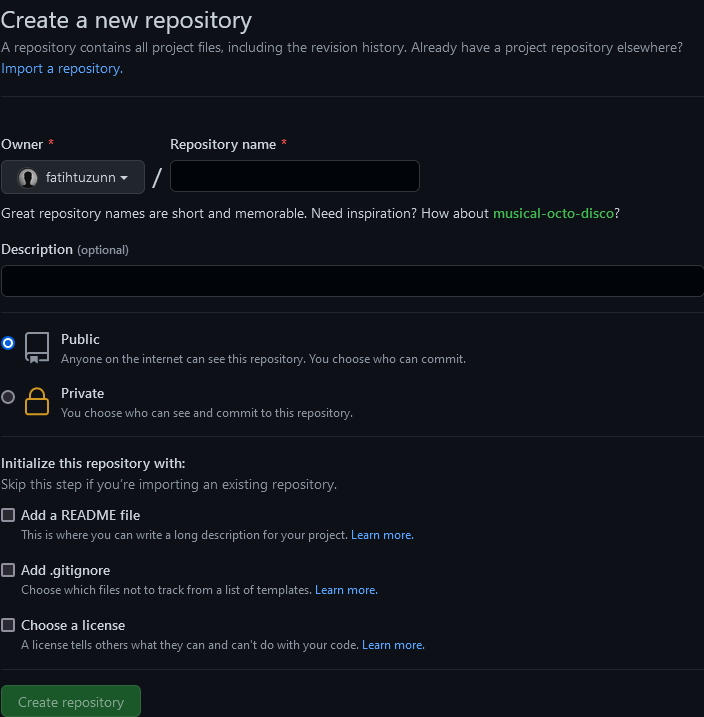 Create a new repository
A repository contains all project files, including the revision history. Already have a project repository elsewhere?
Import a repository.
Owner *
Repository name *
fatihtuzunn
/
Great repository names are short and memorable. Need inspiration? How about musical-octo-disco?
Description (optional)
Public
Anyone on the internet can see this repository. You choose who can commit.
Private
You choose who can see and commit to this repository.
Initialize this repository with:
Skip this step if you're importing an existing repository.
Add a README file
This is where you can write a long description for your project. Learn more.
Add .gitignore
Choose which files not to track from a list of templates. Learn more.
Choose a license
A license tells others what they can and can't do with your code. Learn more.
Create repository